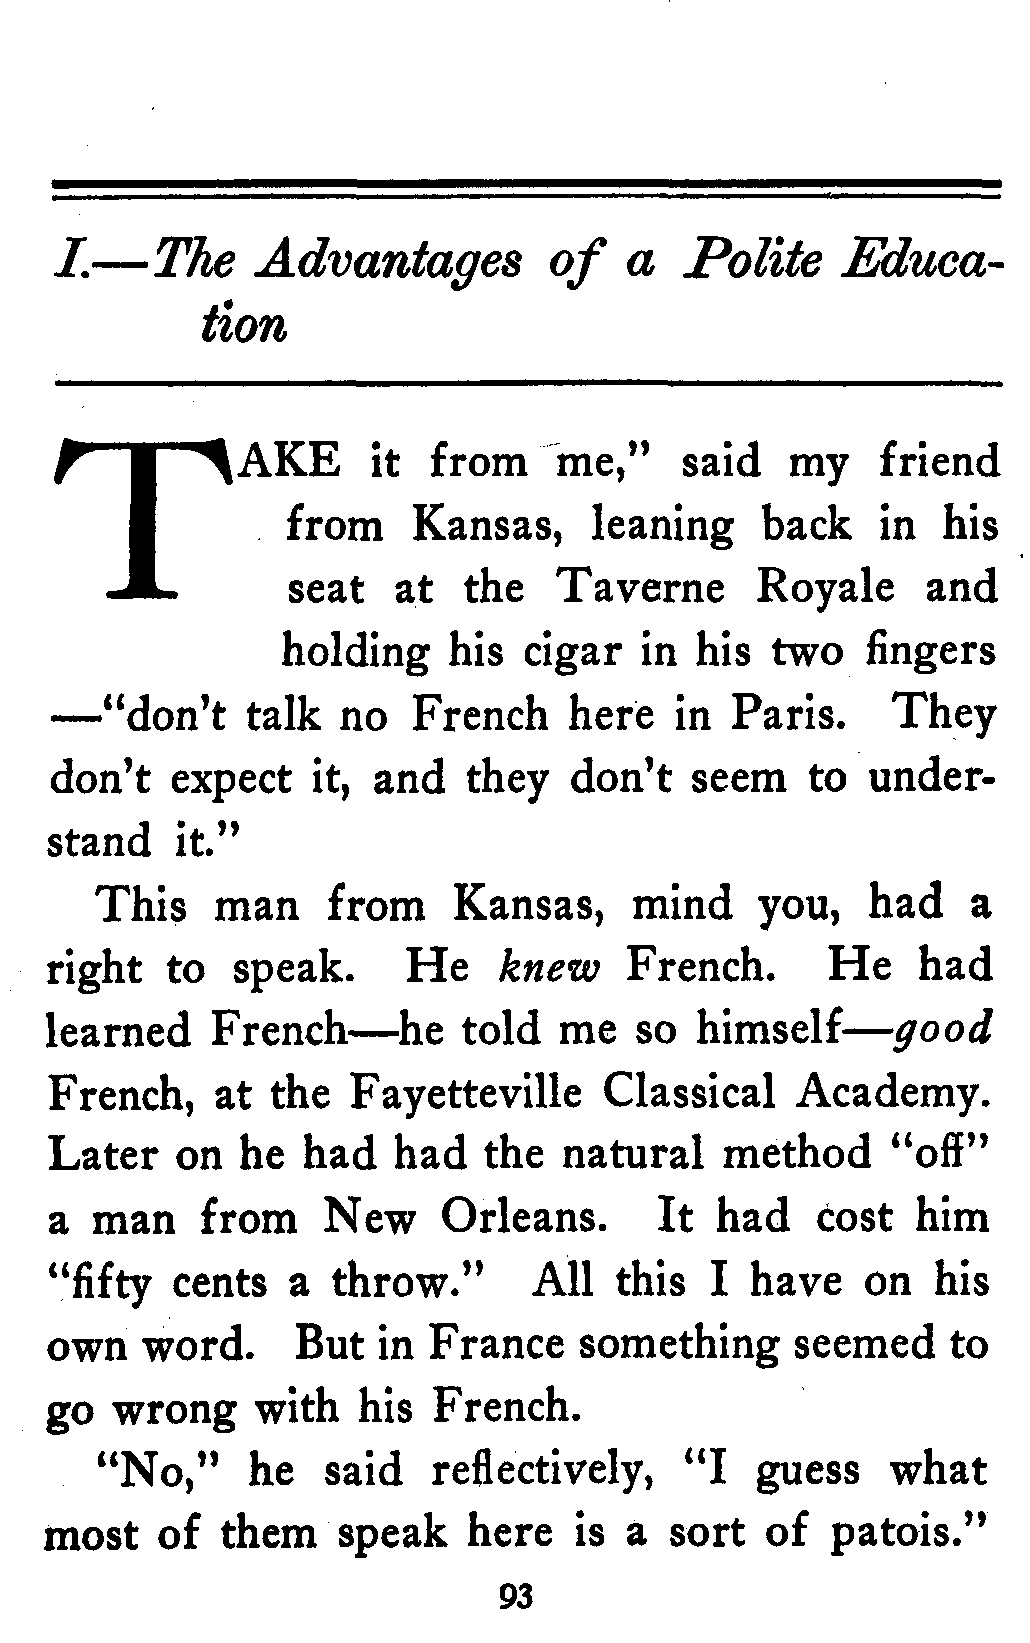 I.—The Advantages of a Polite Educa-
tion
TAKE it from me,” said my friend
from Kansas, leaning back in his
seat at the Taverne Royale and
holding his cigar in his two fingers
—“don’t talk no French here in Paris. They
don’t expect it, and they don’t seem to under-
stand it.”
This man from Kansas, mind you, had a
right to speak. He knew French. He had
learned French—he told me so himself—good
French, at the Fayetteville Classical Academy.
Later on he had had the natural method “off”
a man from New Orleans. It had cost him
“fifty cents a throw.” All this I have on his
own word. But in France something seemed to
go wrong with his French.
“No,” he said reflectively, “I guess what
most of them speak here is a sort of patois.”
93